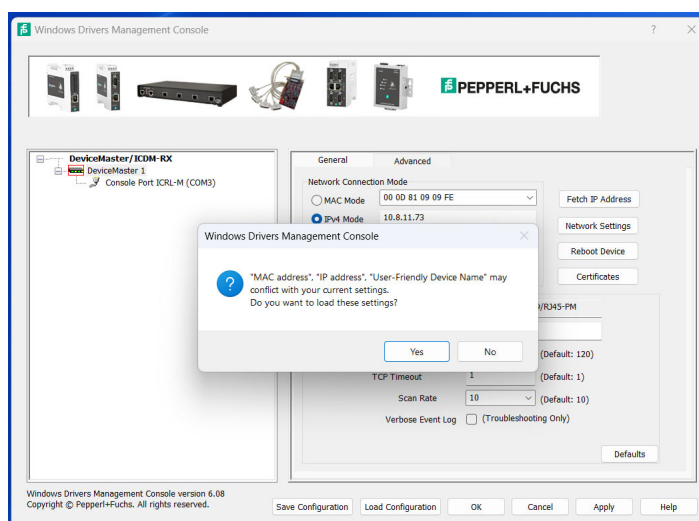 Windows Drivers Management Console
PEPPERL+FUCHS
DeviceMaster/ICDM-RX
DeviceMaster 1
Console Port ICRL-M (COM3)
General Advanced
Network Connection Mode
MAC Mode 00 0D 81 09 09 FE Fetch IP Address
IPv4 Mode 10.8.11.73
Network Settings
Reboot Device
Certificates
Windows Drivers Management Console
"MAC address", "IP address", "User-Friendly Device Name" may
conflict with your current settings.
Do you want to load these settings?
Yes No
/RJ45-PM
(Default: 120)
TCP Timeout 1 (Default: 1)
Scan Rate 10 (Default: 10)
Verbose Event Log (Troubleshooting Only)
Defaults
Windows Drivers Management Console version 6.08
Copyright © Pepperl+Fuchs. All rights reserved.
Save Configuration Load Configuration OK Cancel Apply Help